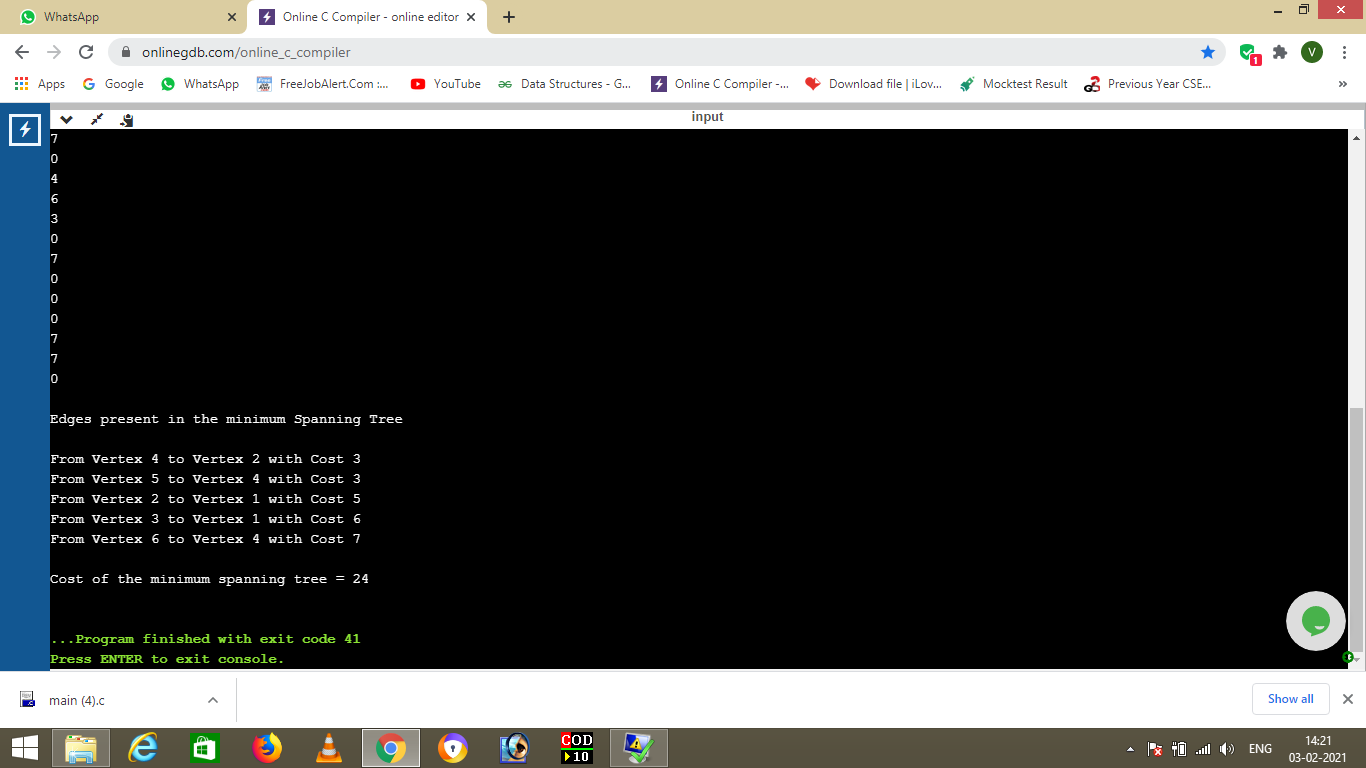 WhatsApp
Online C Compiler - online editor
onlinegdb.com/online_c_compiler
1
V
Apps
Google
WhatsApp
FreeJobAlert.Com :...
YouTube
Data Structures - G...
Online C Compiler -...
Download file | iLov...
Mocktest Result
Previous Year CSE...
»
input
7
0
4
6
3
0
7
0
0
0
7
7
0
Edges present in the minimum Spanning Tree
From Vertex 4 to Vertex 2 with Cost 3
From Vertex 5 to Vertex 4 with Cost 3
From Vertex 2 to Vertex 1 with Cost 5
From Vertex 3 to Vertex 1 with Cost 6
From Vertex 6 to Vertex 4 with Cost 7
Cost of the minimum spanning tree = 24
...Program finished with exit code 41
Press ENTER to exit console.
main (4).c
Show all
COD
10
ENG
14:21
03-02-2021